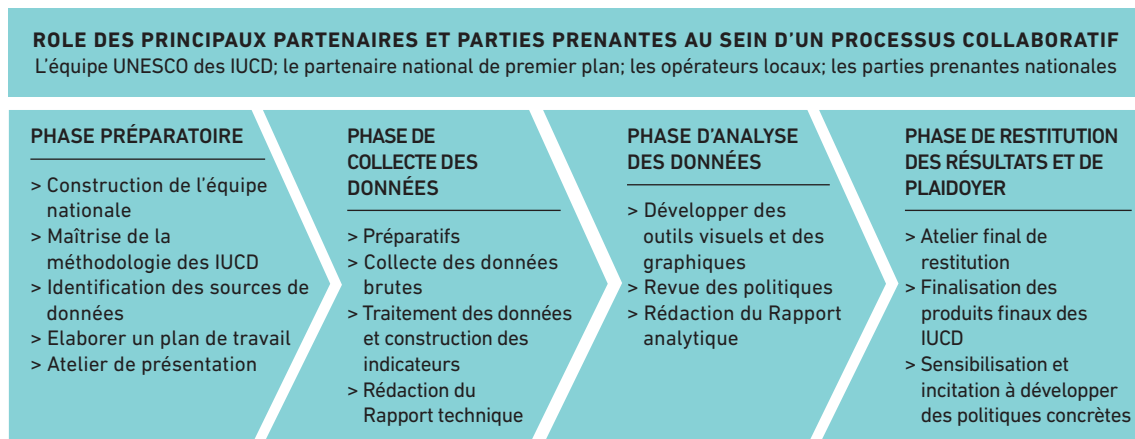 ROLE DES PRINCIPAUX PARTENAIRES ET PARTIES PRENANTES AU SEIN D’UN PROCESSUS COLLABORATIF
L’équipe UNESCO des IUCD; le partenaire national de premier plan; les opérateurs locaux; les parties prenantes nationales
PHASE PRÉPARATOIRE
> Construction de l’équipe
nationale
> Maîtrise de la
méthodologie des IUCD
> Identification des sources de
données
> Elaborer un plan de travail
> Atelier de présentation
PHASE DE
COLLECTE DES
DONNÉES
> Préparatifs
> Collecte des données
brutes
> Traitement des données
et construction des
indicateurs
> Rédaction du
Rapport technique
PHASE D’ANALYSE
DES DONNÉES
> Développer des
outils visuels et des
graphiques
> Revue des politiques
> Rédaction du Rapport
analytique
PHASE DE RESTITUTION
DES RÉSULTATS ET DE
PLAIDOYER
> Atelier final de
restitution
> Finalisation des
produits finaux des
IUCD
> Sensibilisation et
incitation à développer
des politiques concrètes